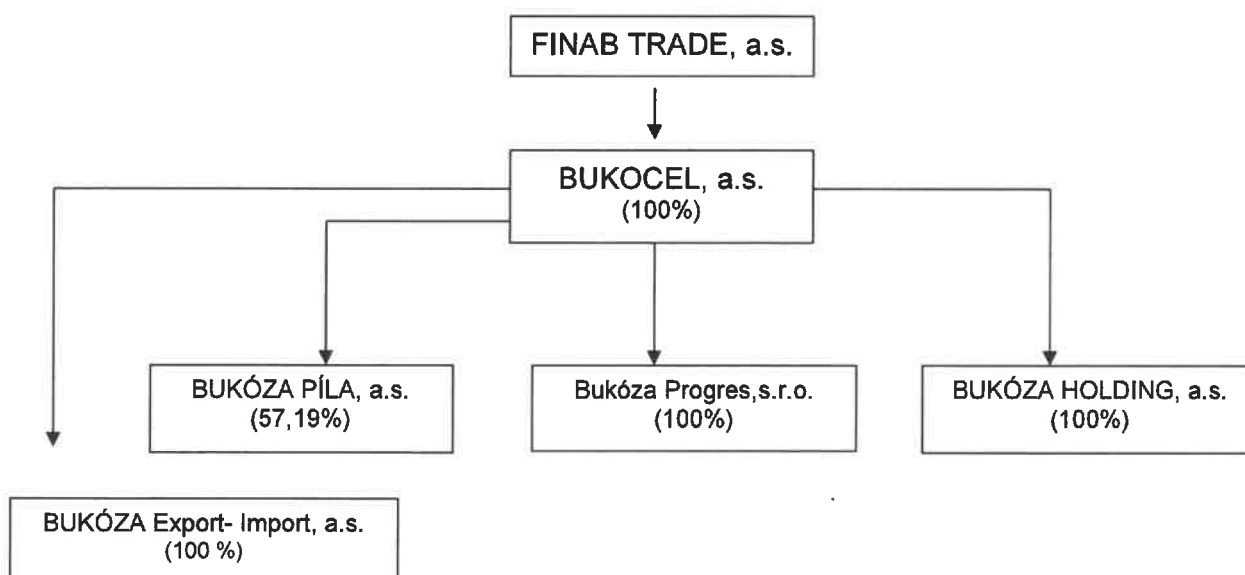 FINAB TRADE, a.s.
BUKOCEL, a.s.
(100%)
BUKÓZA PÍLA, a.s.
(57,19%)
Bukóza Progres,s.r.o.
(100%)
BUKÓZA HOLDING, a.s.
(100%)
BUKÓZA Export- Import, a.s.
(100 %)